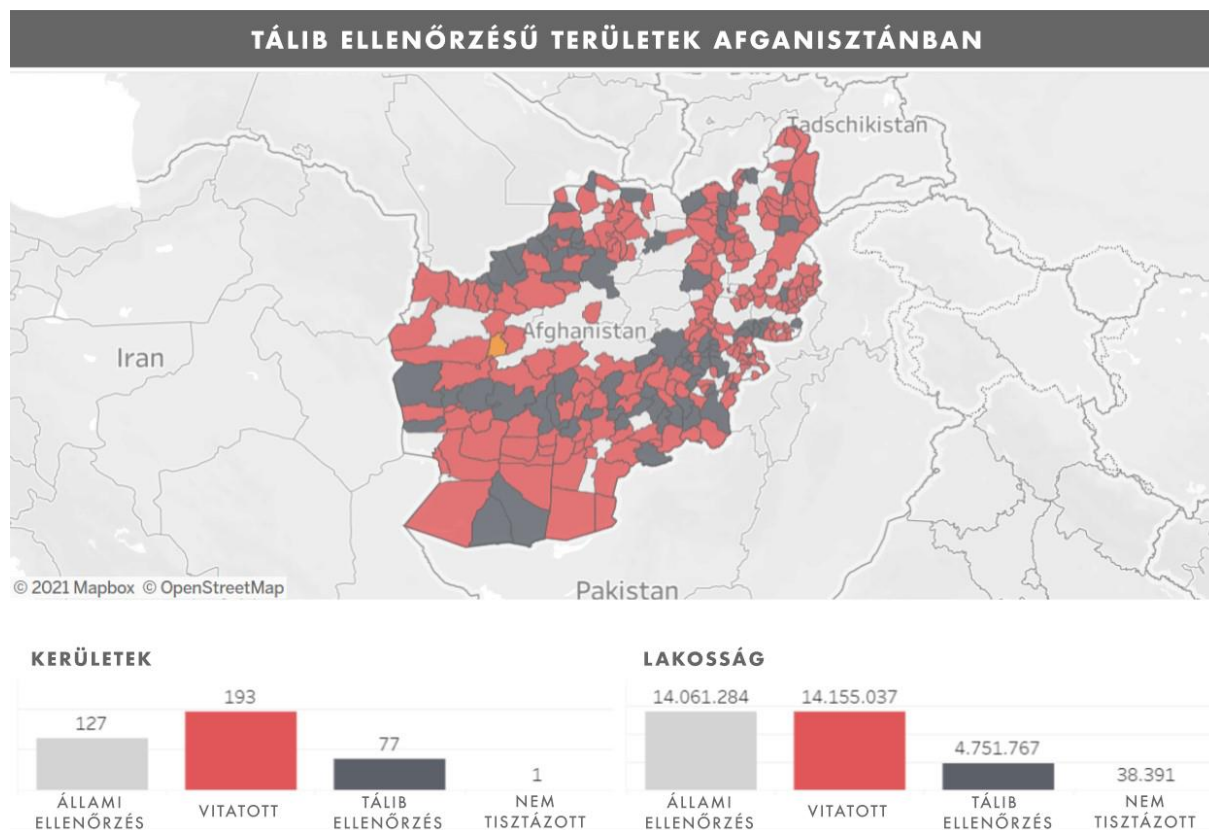 TÁLIB ELLENŐRZÉSŰ TERÜLETEK AFGANISZTÁNBAN
Tadschikistan
Afghanistan
Iran
Pakistan
© 2021 Mapbox © OpenStreetMap
KERÜLETEK
193
127
77
1
ÁLLAMI
ELLENŐRZÉS
VITATOTT
TÁLIB
ELLENŐRZÉS
NEM
TISZTÁZOTT
LAKOSSÁG
14.061.284
14.155.037
4.751.767
38.391
ÁLLAMI
ELLENŐRZÉS
VITATOTT
TÁLIB
ELLENŐRZÉS
NEM
TISZTÁZOTT